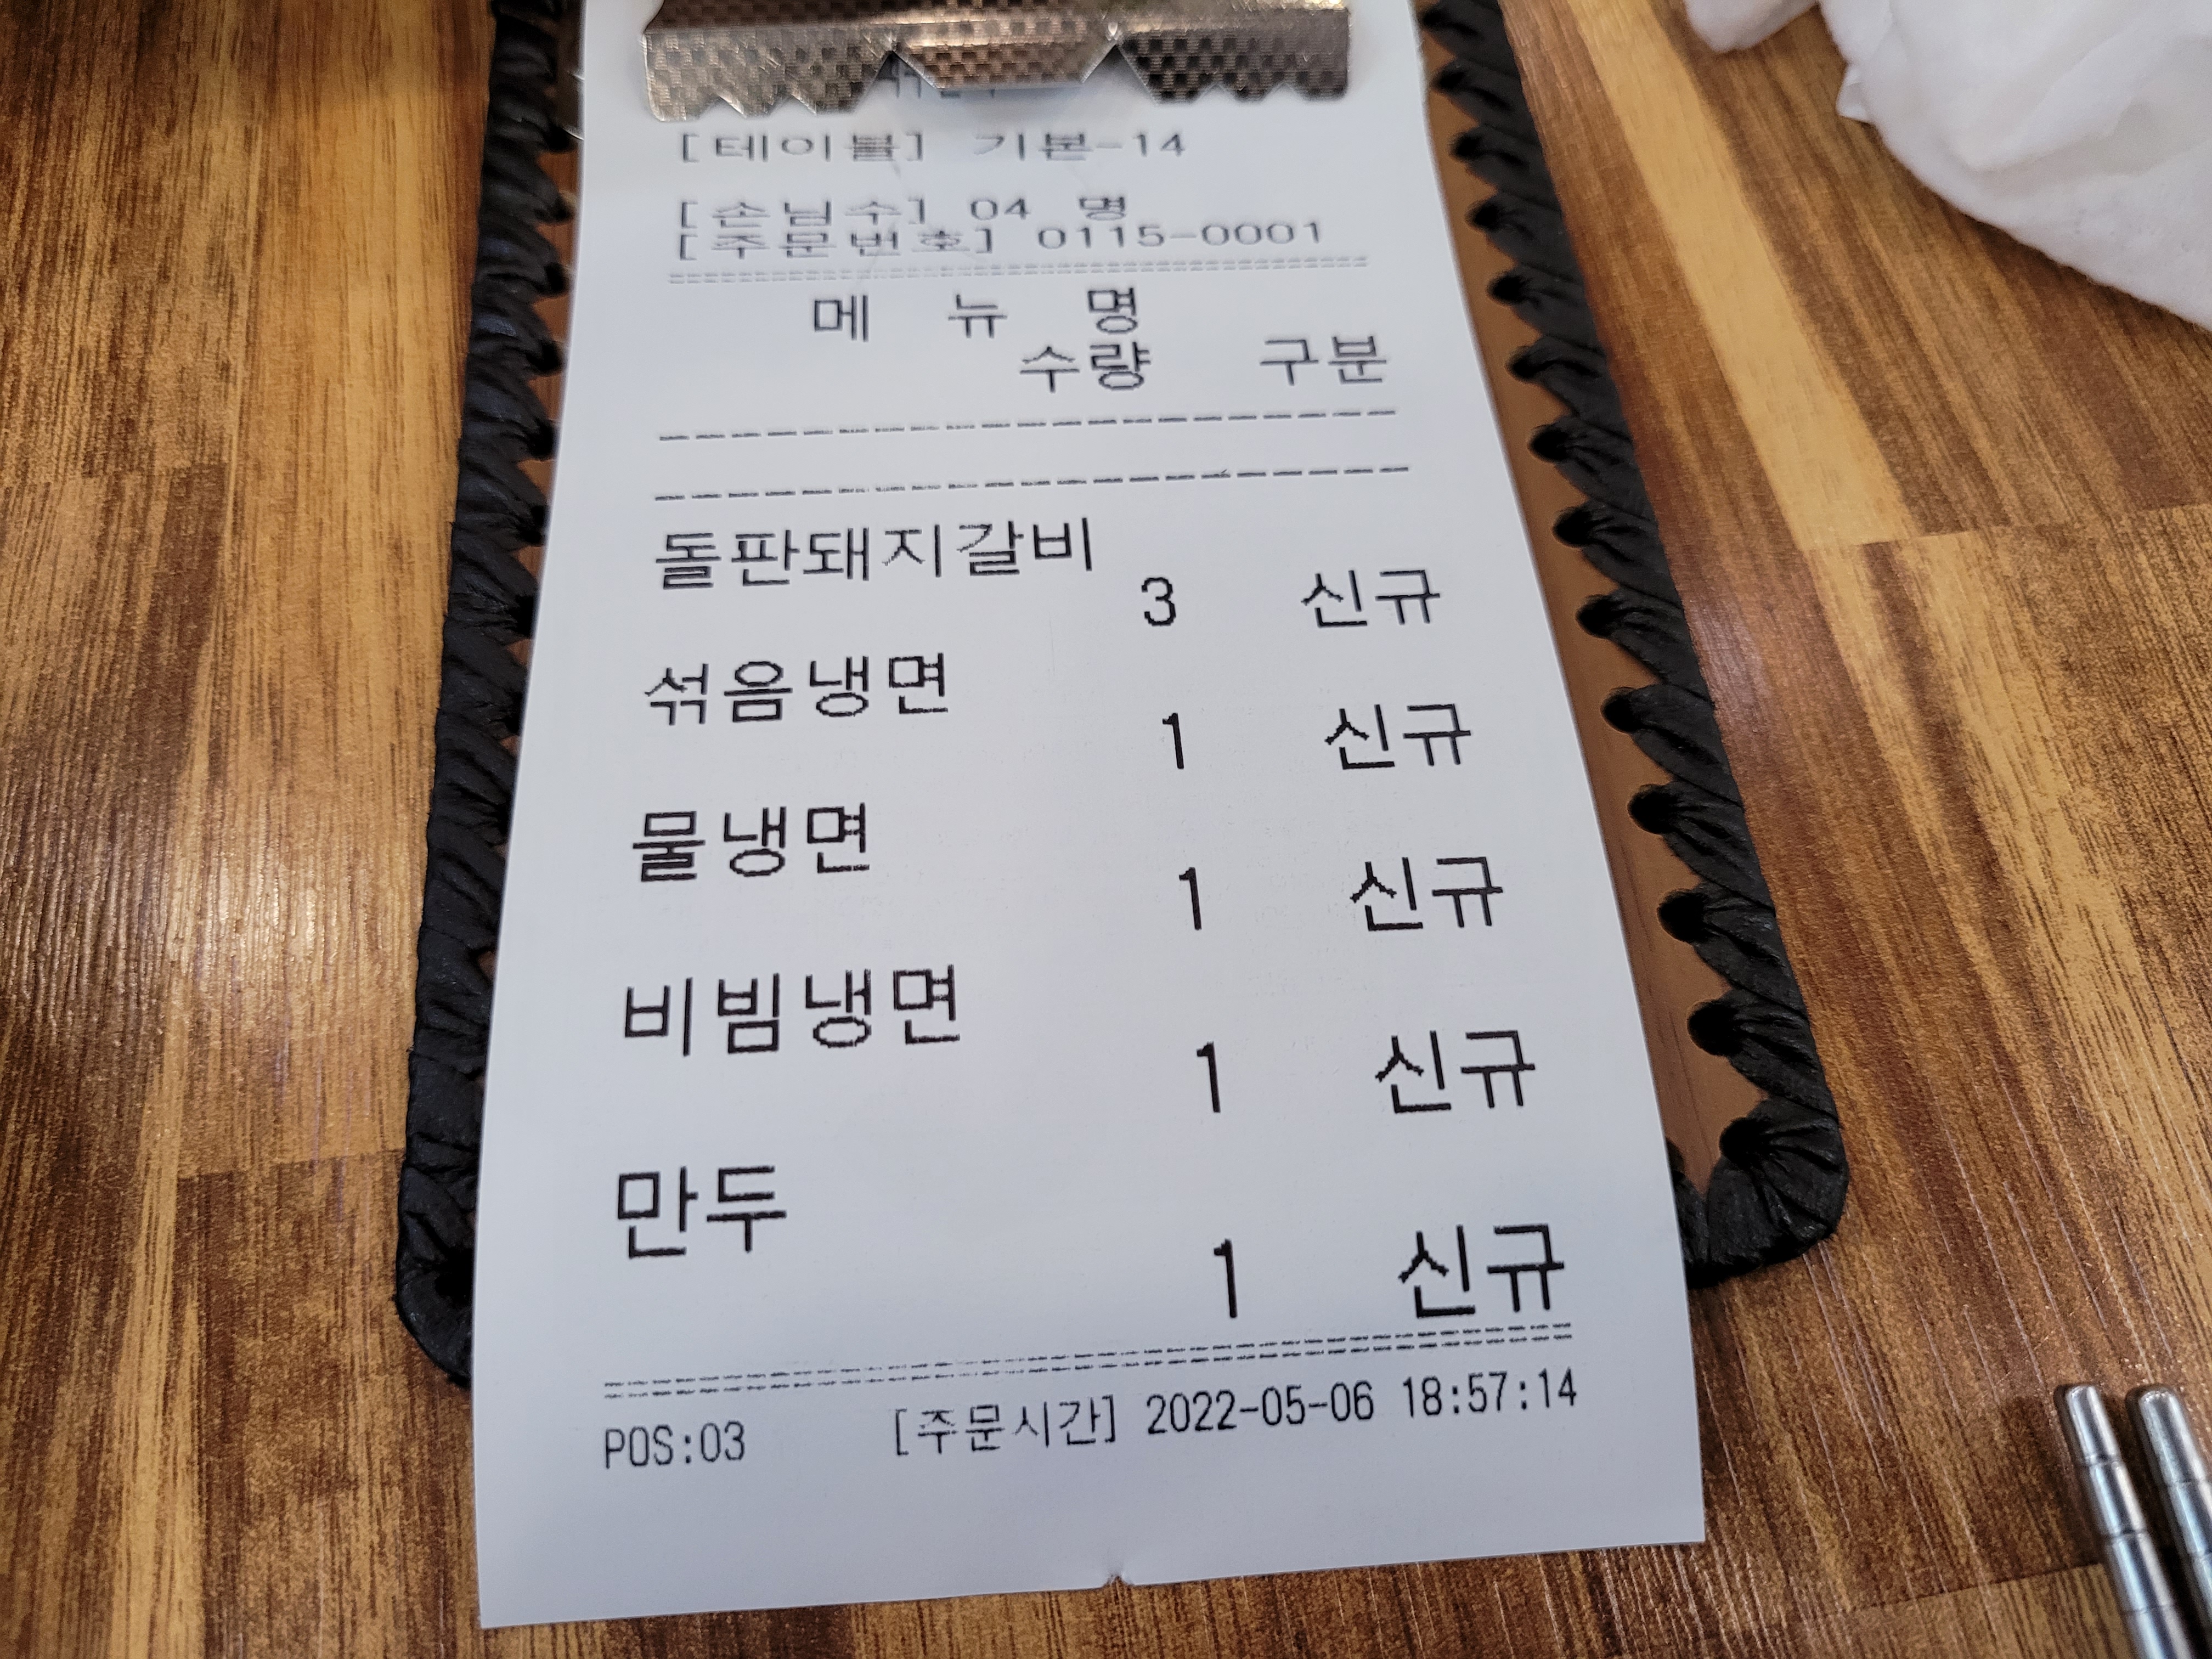 [테이블] 기본-14
[손님수] 04 명
[주문번호] 0115-0001
메 뉴 명
수량 구분
돌판돼지갈비
3 신규
섞음냉면
1 신규
물냉면
1 신규
비빔냉면
1 신규
만두
1 신규
POS:03 [주문시간] 2022-05-06 18:57:14